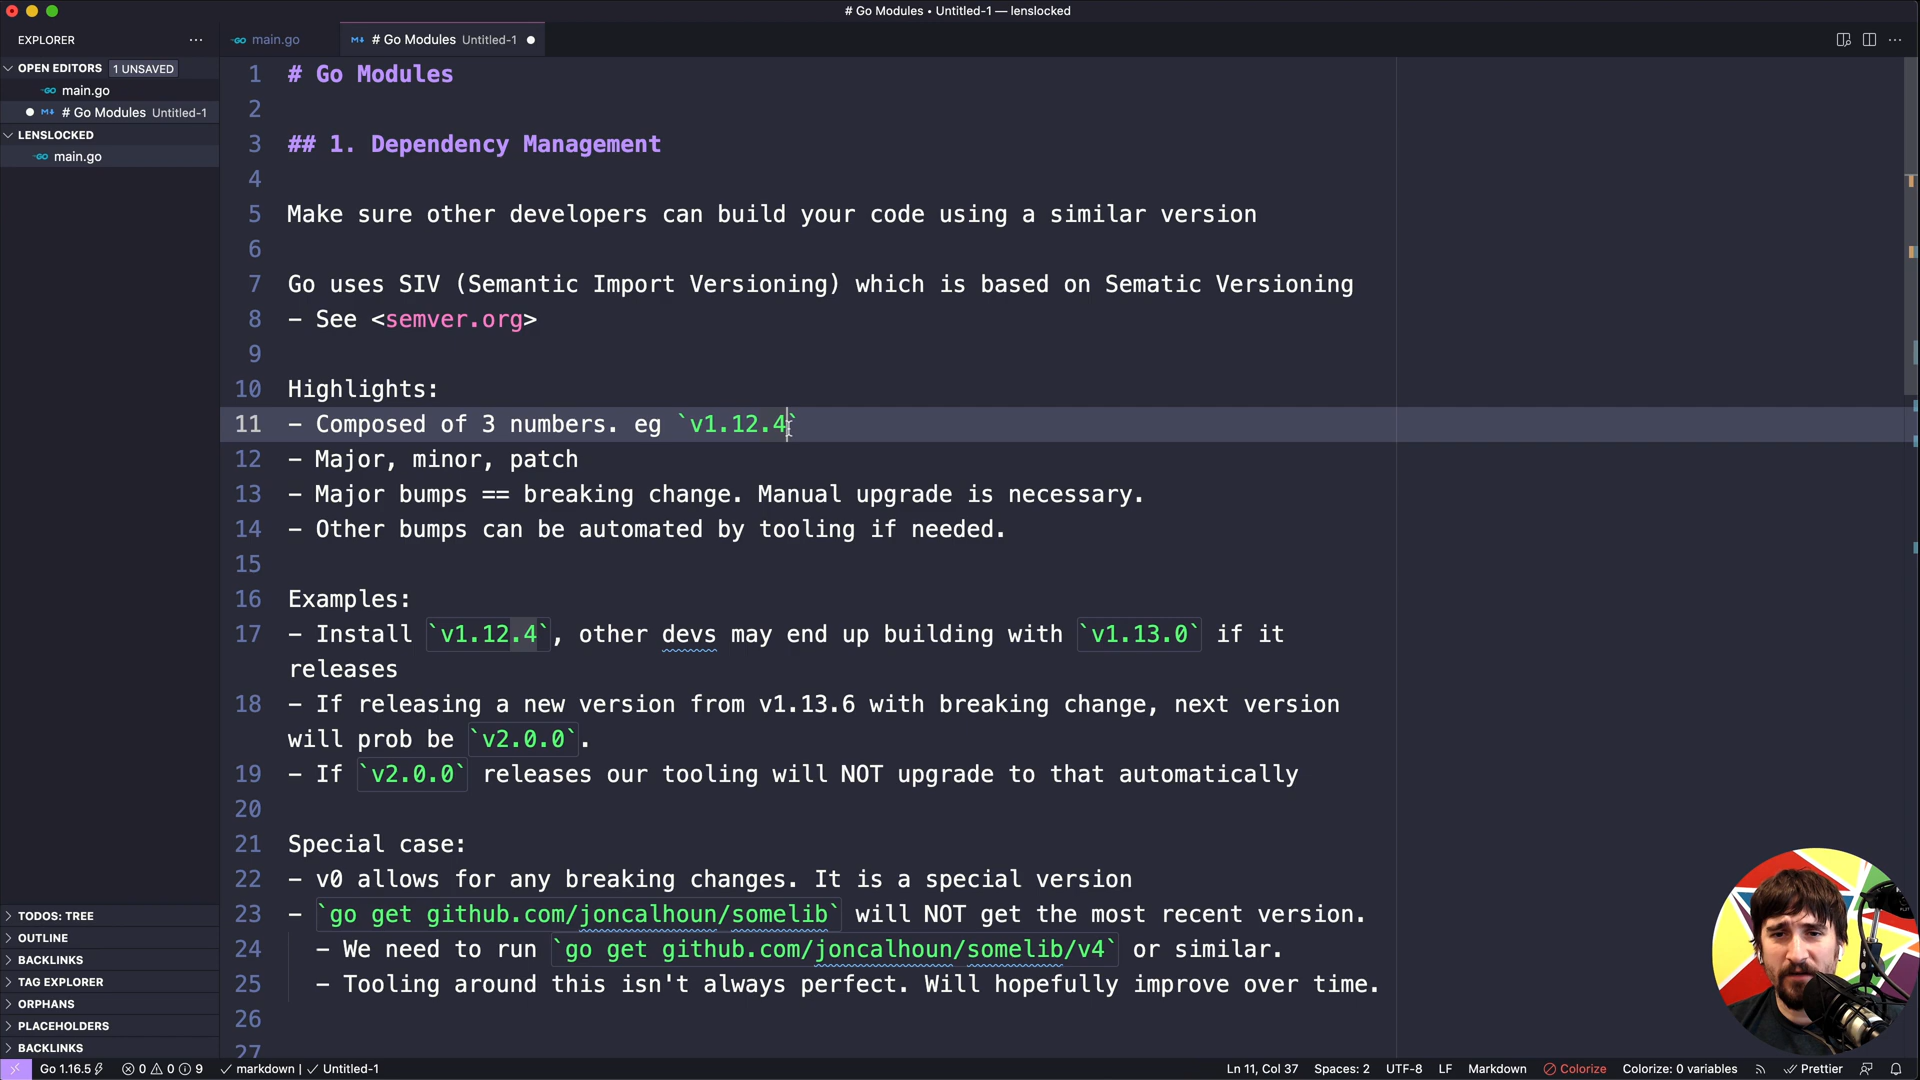 # Go Modules • Untitled-1 — lenslocked
EXPLORER ···
main.go
# Go Modules Untitled-1 ●
OPEN EDITORS 1 UNSAVED
main.go
# Go Modules Untitled-1
LENSLOCKED
main.go
1 # Go Modules
2
3 ## 1. Dependency Management
4
5 Make sure other developers can build your code using a similar version
6
7 Go uses SIV (Semantic Import Versioning) which is based on Sematic Versioning
8 - See <semver.org>
9
10 Highlights:
11 - Composed of 3 numbers. eg `v1.12.4`
12 - Major, minor, patch
13 - Major bumps == breaking change. Manual upgrade is necessary.
14 - Other bumps can be automated by tooling if needed.
15
16 Examples:
17 - Install `v1.12.4`, other devs may end up building with `v1.13.0` if it
releases
18 - If releasing a new version from v1.13.6 with breaking change, next version
will prob be `v2.0.0`.
19 - If `v2.0.0` releases our tooling will NOT upgrade to that automatically
20
21 Special case:
22 - v0 allows for any breaking changes. It is a special version
23 - `go get github.com/joncalhoun/somelib` will NOT get the most recent version.
24 - We need to run `go get github.com/joncalhoun/somelib/v4` or similar.
25 - Tooling around this isn't always perfect. Will hopefully improve over time.
26
27
TODOS: TREE
OUTLINE
BACKLINKS
TAG EXPLORER
ORPHANS
PLACEHOLDERS
BACKLINKS
Go 1.16.5 0 0 9 markdown | Untitled-1 Ln 11, Col 37 Spaces: 2 UTF-8 LF Markdown Colorize Colorize: 0 variables Prettier